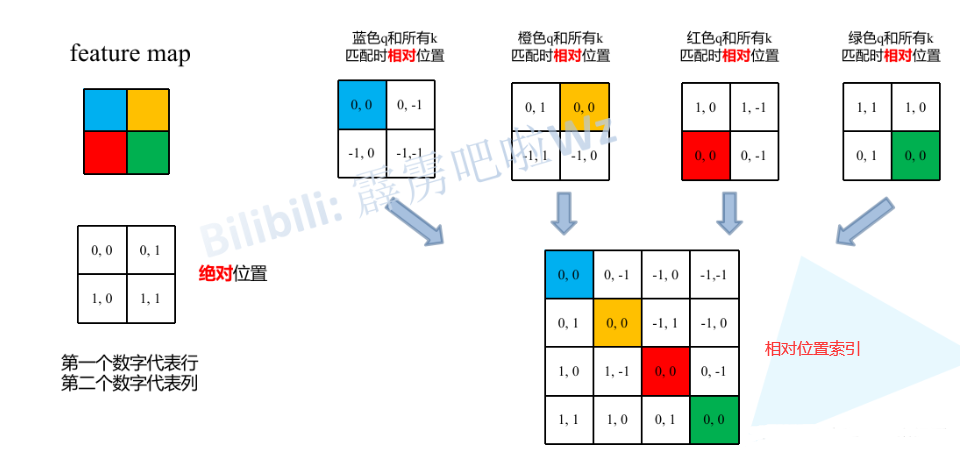 feature map
蓝色q和所有k
匹配时相对位置
橙色q和所有k
匹配时相对位置
红色q和所有k
匹配时相对位置
绿色q和所有k
匹配时相对位置
0, 0 0, -1
-1, 0 -1,-1
0, 1 0, 0
-1, 1 -1, 0
1, 0 1, -1
0, 0 0, -1
1, 1 1, 0
0, 1 0, 0
Bilibili: 霹雳吧啦Wz
0, 0 0, 1
1, 0 1, 1
绝对位置
第一个数字代表行
第二个数字代表列
0, 0 0, -1 -1, 0 -1,-1
0, 1 0, 0 -1, 1 -1, 0
1, 0 1, -1 0, 0 0, -1
1, 1 1, 0 0, 1 0, 0
相对位置索引